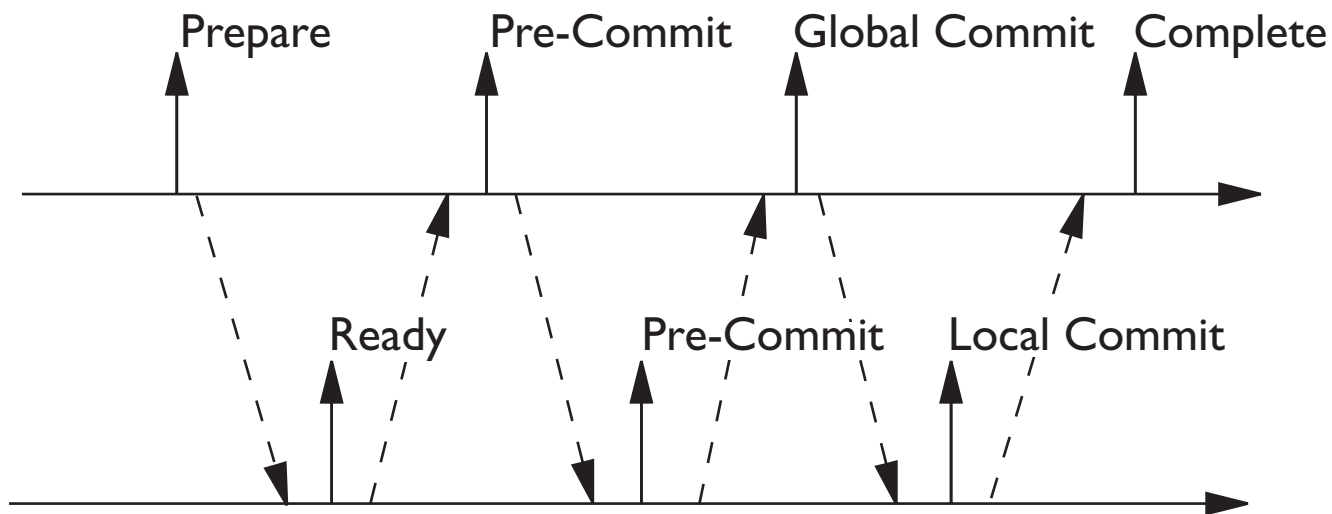 Prepare
Pre-Commit
Global Commit
Complete
Ready
Pre-Commit
Local Commit